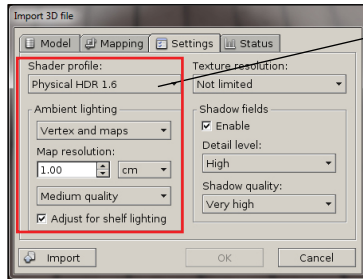 Import 3D file
Model Mapping Settings Status
Shader profile:
Physical HDR 1.6
Ambient lighting
Vertex and maps
Map resolution:
1.00 cm
Medium quality
Adjust for shelf lighting
Texture resolution:
Not limited
Shadow fields
Enable
Detail level:
High
Shadow quality:
Very high
Import OK Cancel